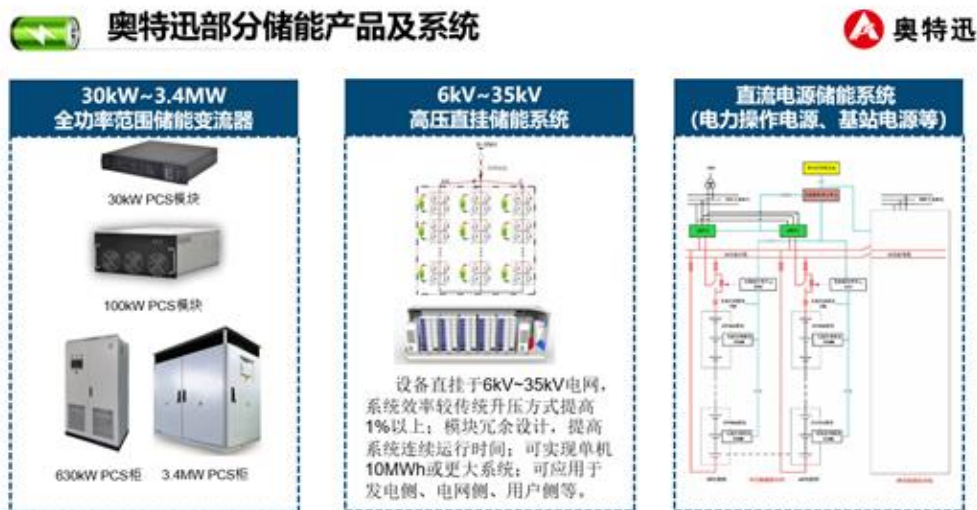 奥特迅部分储能产品及系统
奥特迅
30kW~3.4MW
全功率范围储能变流器
30kW PCS模块
100kW PCS模块
630kW PCS柜
3.4MW PCS柜
6kV~35kV
高压直挂储能系统
设备直挂于6kV~35kV电网，
系统效率较传统升压方式提高
1%以上；模块冗余设计，提高
系统连续运行时间；可实现单机
10MWh或更大系统；可应用于
发电侧、电网侧、用户侧等。
直流电源储能系统
(电力操作电源、基站电源等)